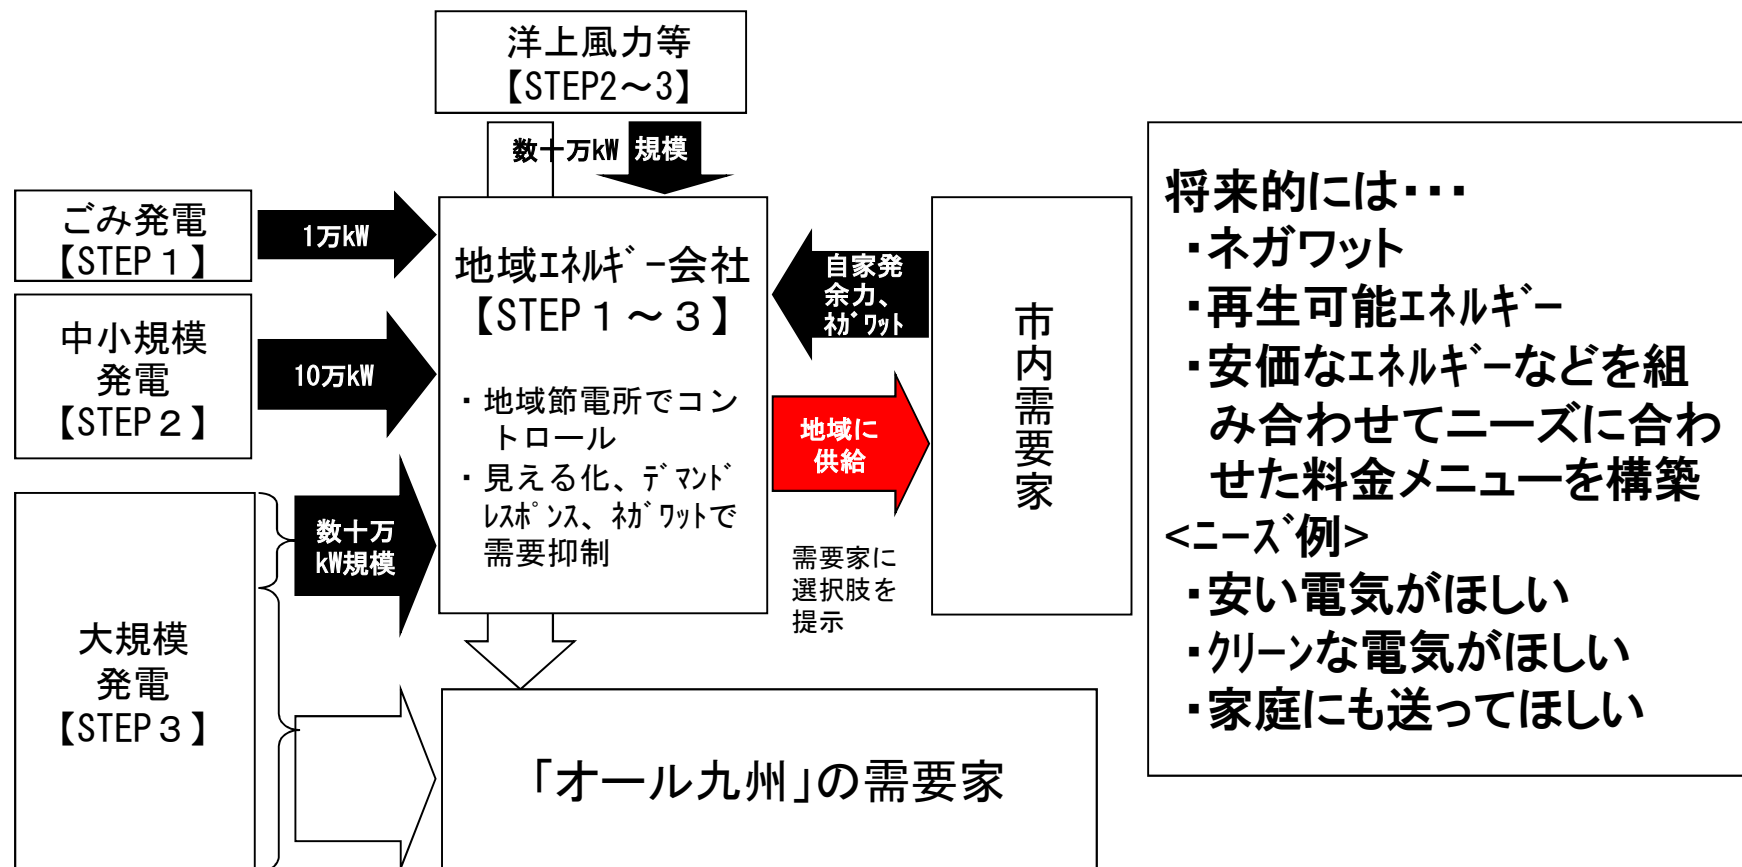 洋上風力等
【STEP2～3】
数十万kW 規模
ごみ発電
【STEP１】
1万kW
中小規模
発電
【STEP２】
10万kW
大規模
発電
【STEP３】
数十万
kW規模
地域ｴﾈﾙｷﾞｰ会社
【STEP１～３】
・地域節電所でコン
トロール
・見える化、ﾃﾞﾏﾝﾄﾞ
ﾚｽﾎﾟﾝｽ、ﾈｶﾞﾜｯﾄで
需要抑制
自家発
余力、
ﾈｶﾞﾜｯﾄ
地域に
供給
需要家に
選択肢を
提示
市内需要家
「オール九州」の需要家
将来的には・・・
・ネガワット
・再生可能ｴﾈﾙｷﾞｰ
・安価なｴﾈﾙｷﾞｰなどを組
み合わせてニーズに合わ
せた料金メニューを構築
<ﾆｰｽﾞ例>
・安い電気がほしい
・ｸﾘｰﾝな電気がほしい
・家庭にも送ってほしい